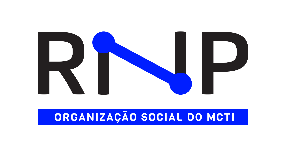 RNP
ORGANIZAÇÃO SOCIAL DO MCTI